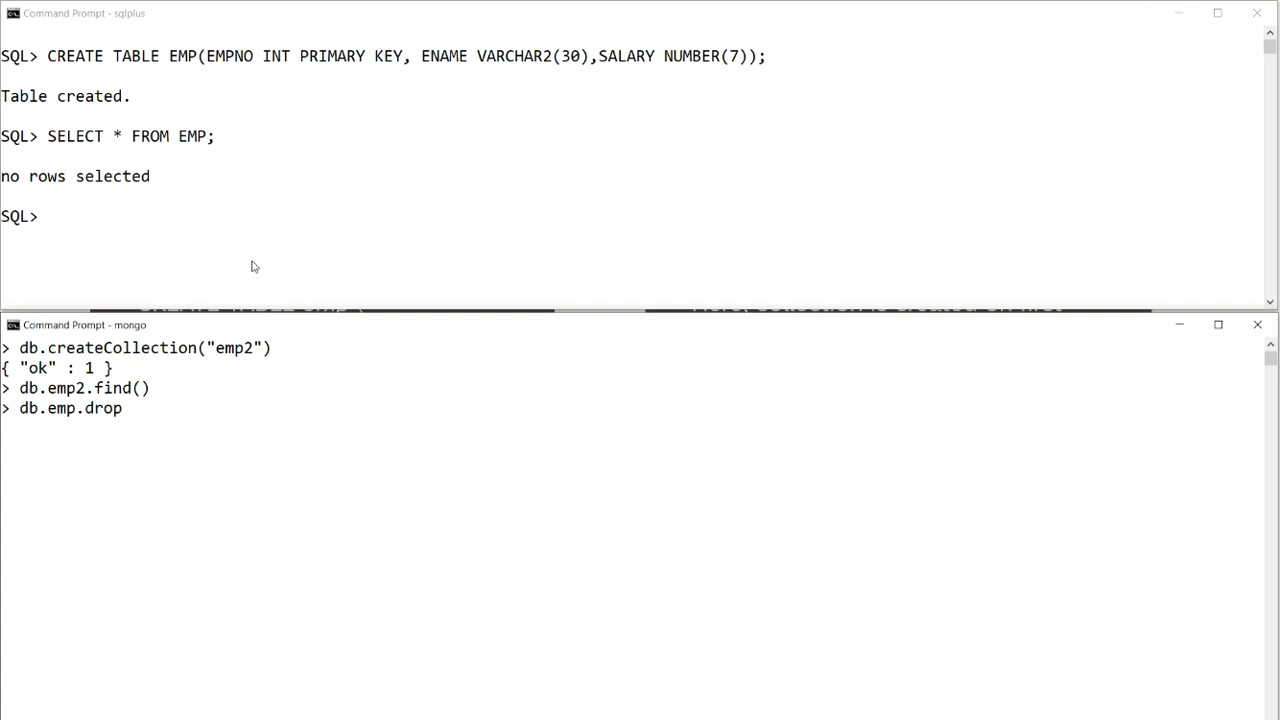 Command Prompt - sqlplus
SQL> CREATE TABLE EMP(EMPNO INT PRIMARY KEY, ENAME VARCHAR2(30),SALARY NUMBER(7));
Table created.
SQL> SELECT * FROM EMP;
no rows selected
SQL>
Command Prompt - mongo
> db.createCollection("emp2")
{ "ok" : 1 }
> db.emp2.find()
> db.emp.drop